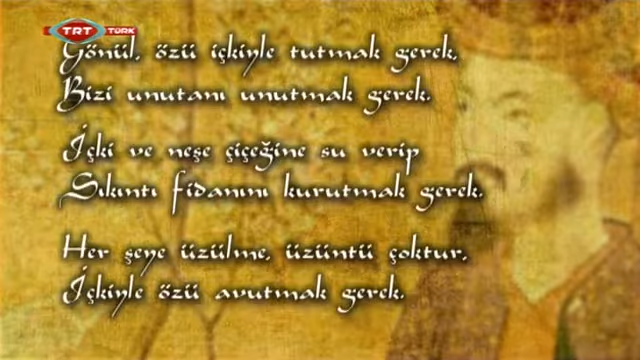 TRT TÜRK
Gönül, özü içkiyle tutmak gerek,
Bizi unutanı unutmak gerek.
İçki ve neşe çiçeğine su verip
Sıkıntı fidanını kurutmak gerek.
Her şeye üzülme, üzüntü çoktur,
İçkiyle özü avutmak gerek.